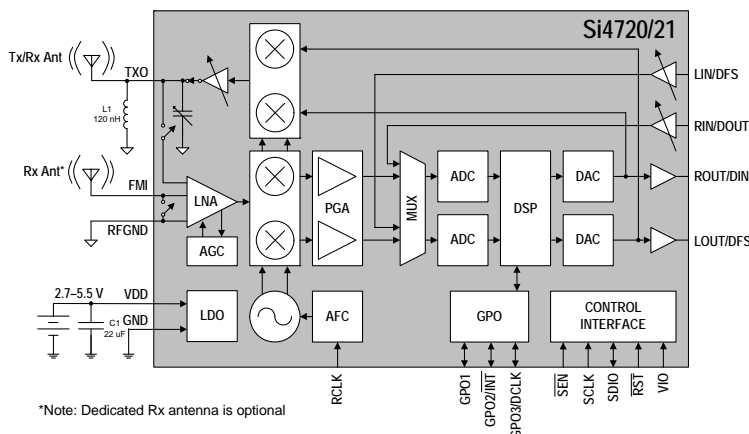 Si4720/21
Tx/Rx Ant
TXO
LIN/DFS
L1
120 nH
RIN/DOUT
Rx Ant*
FMI
LNA
PGA
MUX
ADC
DSP
DAC
ROUT/DIN
RFGND
AGC
ADC
DAC
LOUT/DFS
2.7–5.5 V
VDD
C1
22 uF
GND
LDO
AFC
GPO
CONTROL
INTERFACE
RCLK
GPO1
GPO2/INT
GPO3/DCLK
SEN
SCLK
SDIO
RST
VIO
*Note: Dedicated Rx antenna is optional